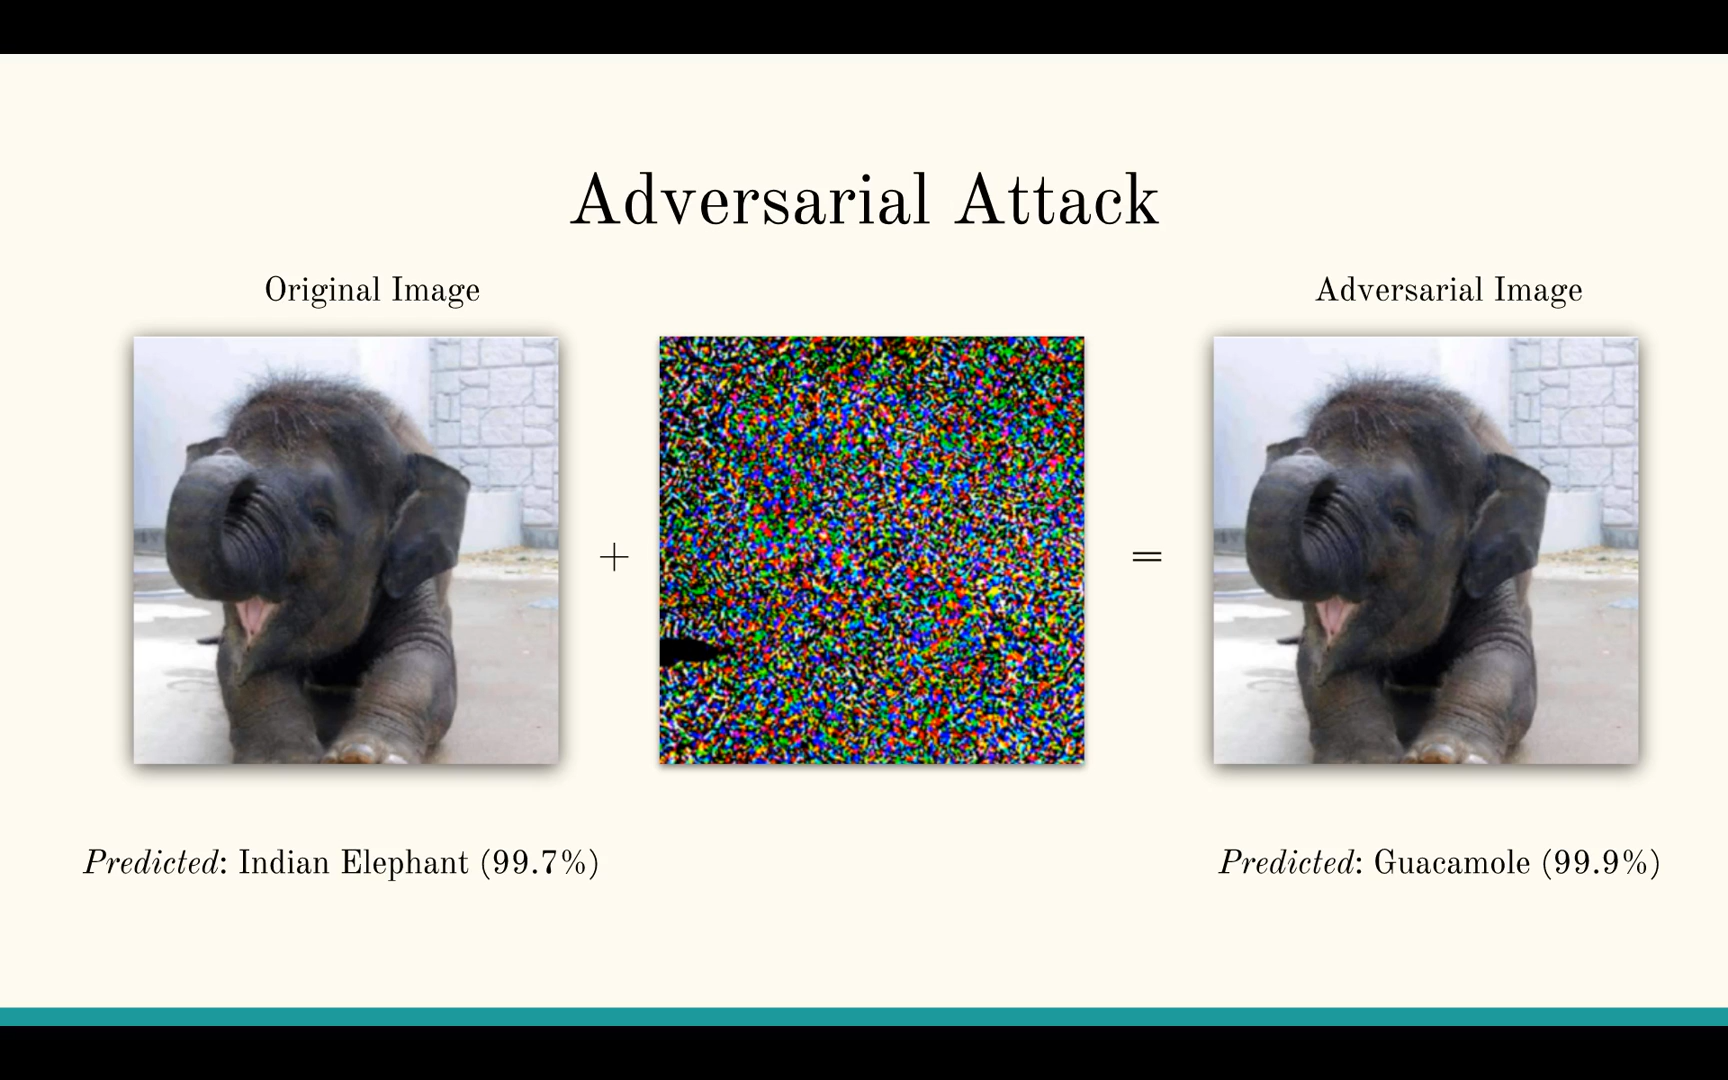 Adversarial Attack
Original Image
Adversarial Image
+
=
Predicted: Indian Elephant (99.7%)
Predicted: Guacamole (99.9%)